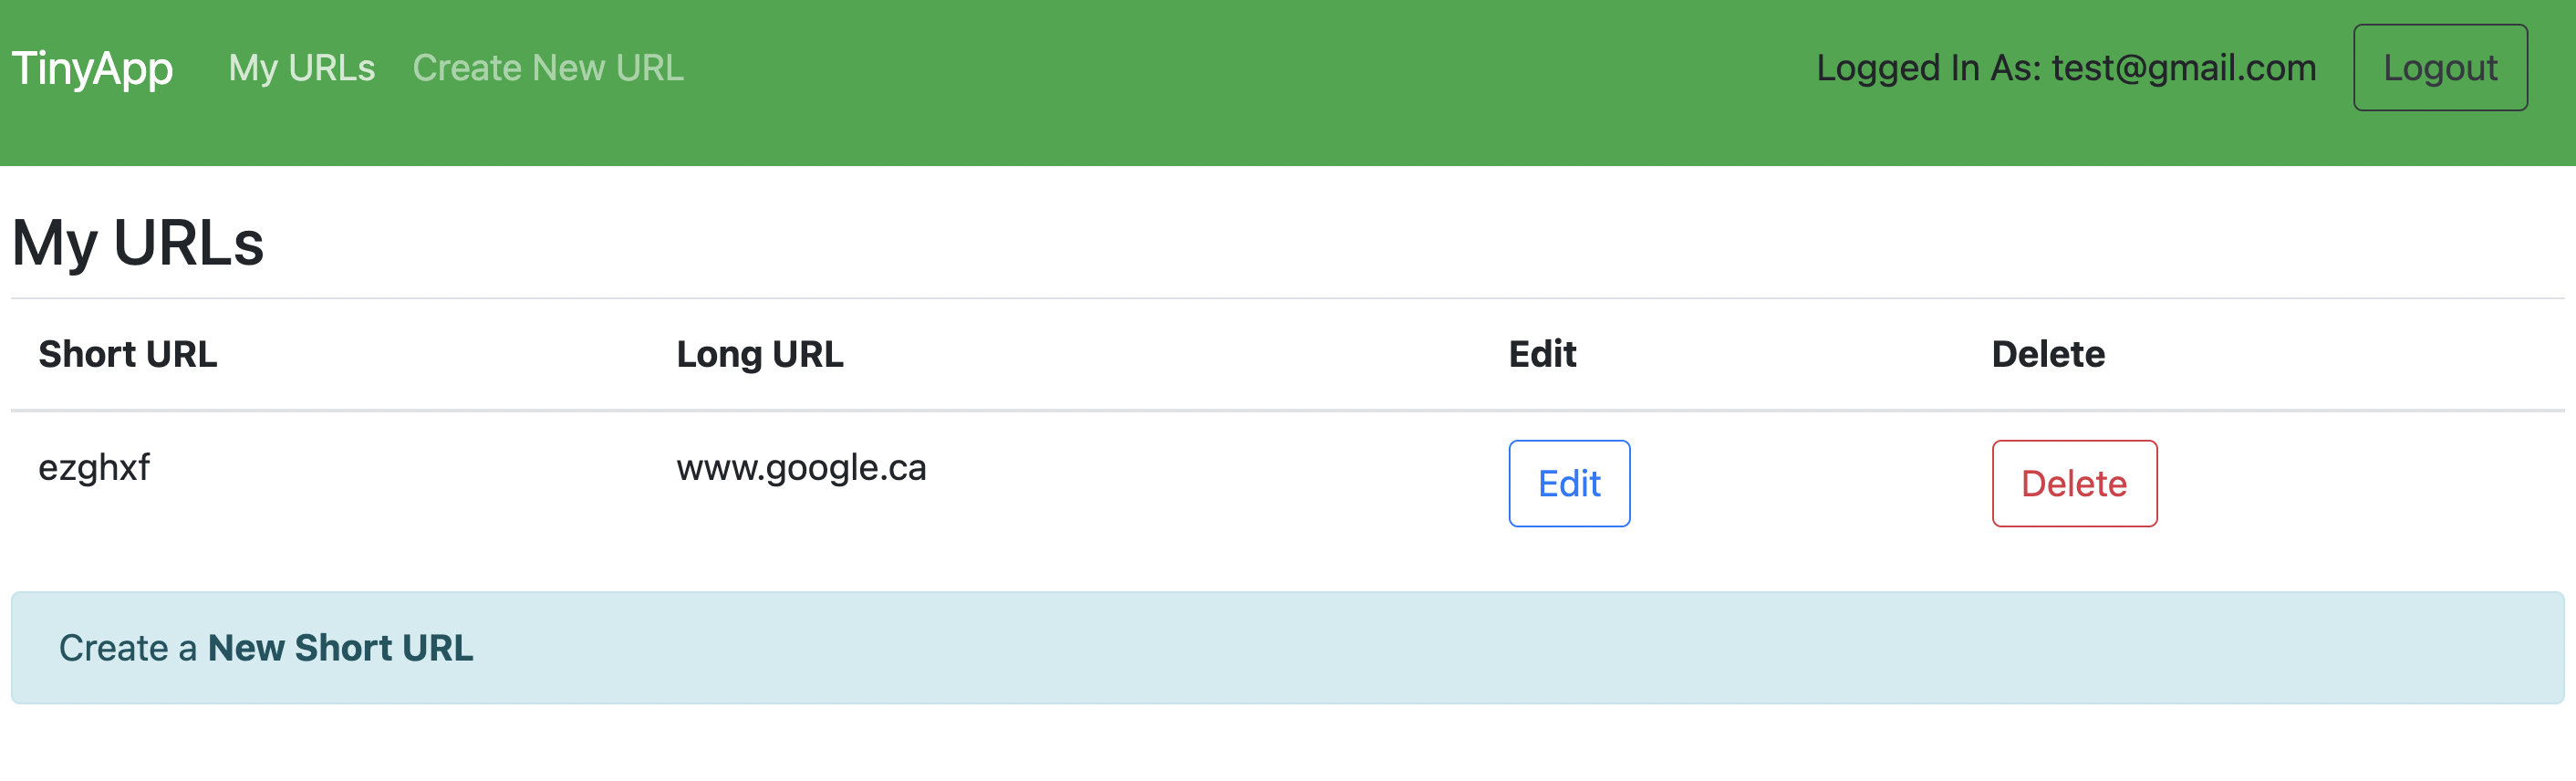 TinyApp My URLs Create New URL Logged In As: test@gmail.com Logout
My URLs
Short URL Long URL Edit Delete
ezghxf www.google.ca Edit Delete
Create a New Short URL